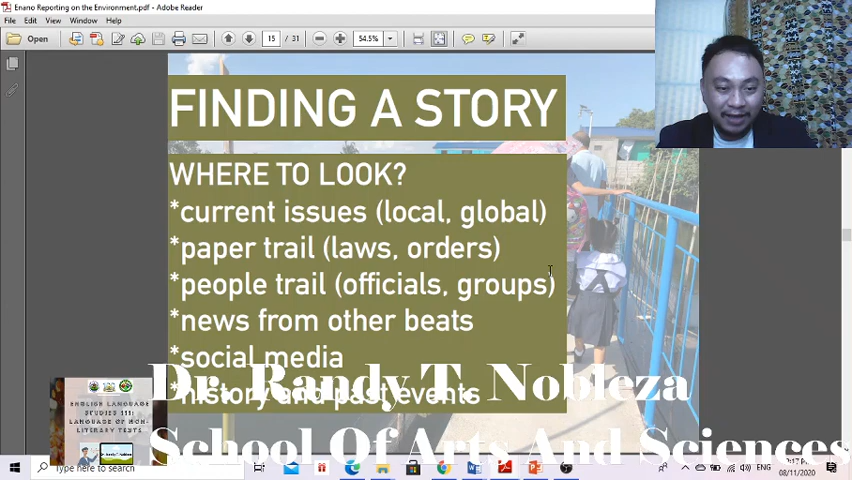 Enano Reporting on the Environment.pdf - Adobe Reader
File Edit View Window Help
Open 15 / 31 54.5%
FINDING A STORY
WHERE TO LOOK?
*current issues (local, global)
*paper trail (laws, orders)
*people trail (officials, groups)
*news from other beats
*social media
*history and past events
Dr. Randy T. Nobleza
School Of Arts And Sciences
ENGLISH LANGUAGE
STUDIES 111:
LANGUAGE OF NON-
LITERARY TEXTS
Type here to search
ENG
08/11/2020